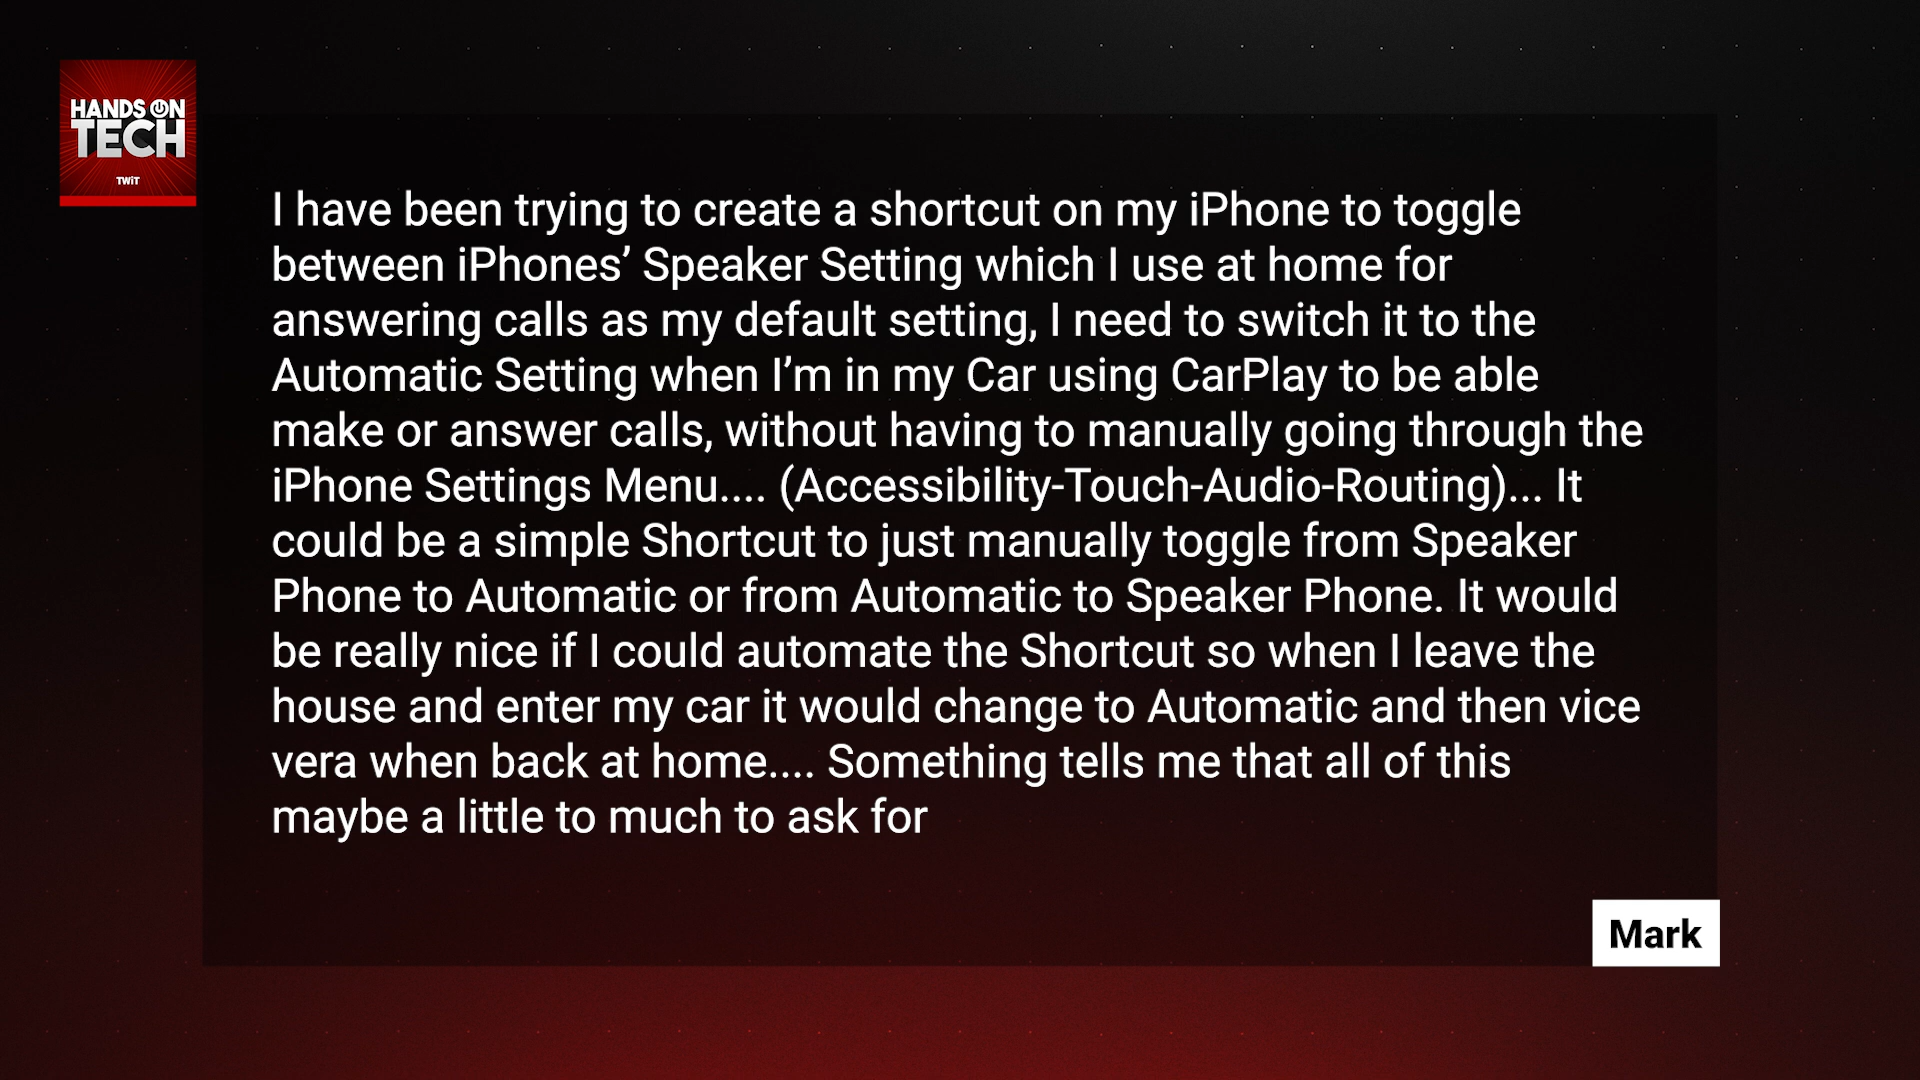 HANDS ON
TECH
TWiT
I have been trying to create a shortcut on my iPhone to toggle
between iPhones’ Speaker Setting which I use at home for
answering calls as my default setting, I need to switch it to the
Automatic Setting when I’m in my Car using CarPlay to be able
make or answer calls, without having to manually going through the
iPhone Settings Menu.... (Accessibility-Touch-Audio-Routing)... It
could be a simple Shortcut to just manually toggle from Speaker
Phone to Automatic or from Automatic to Speaker Phone. It would
be really nice if I could automate the Shortcut so when I leave the
house and enter my car it would change to Automatic and then vice
vera when back at home.... Something tells me that all of this
maybe a little to much to ask for
Mark